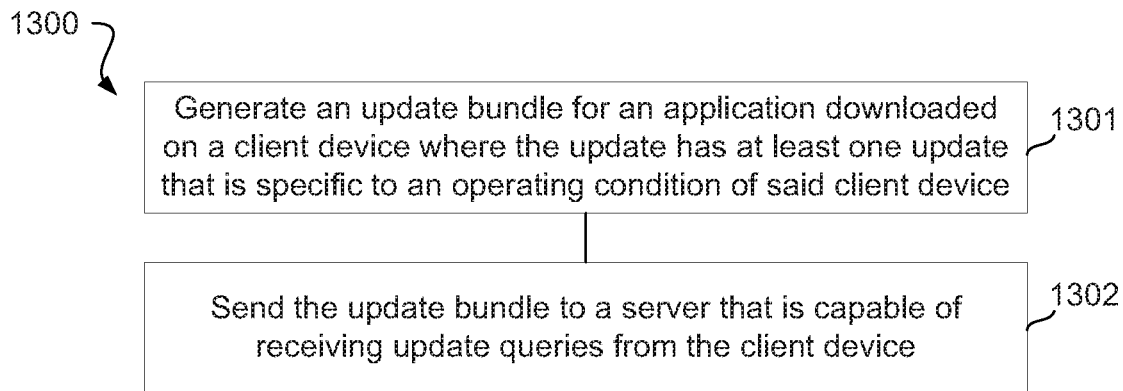 1300
Generate an update bundle for an application downloaded
on a client device where the update has at least one update
that is specific to an operating condition of said client device
1301
Send the update bundle to a server that is capable of
receiving update queries from the client device
1302